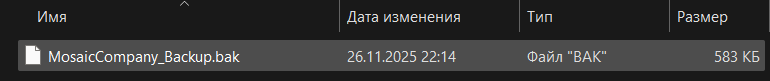 Имя Дата изменения Тип Размер
MosaicCompany_Backup.bak 26.11.2025 22:14 Файл "BAK" 583 КБ